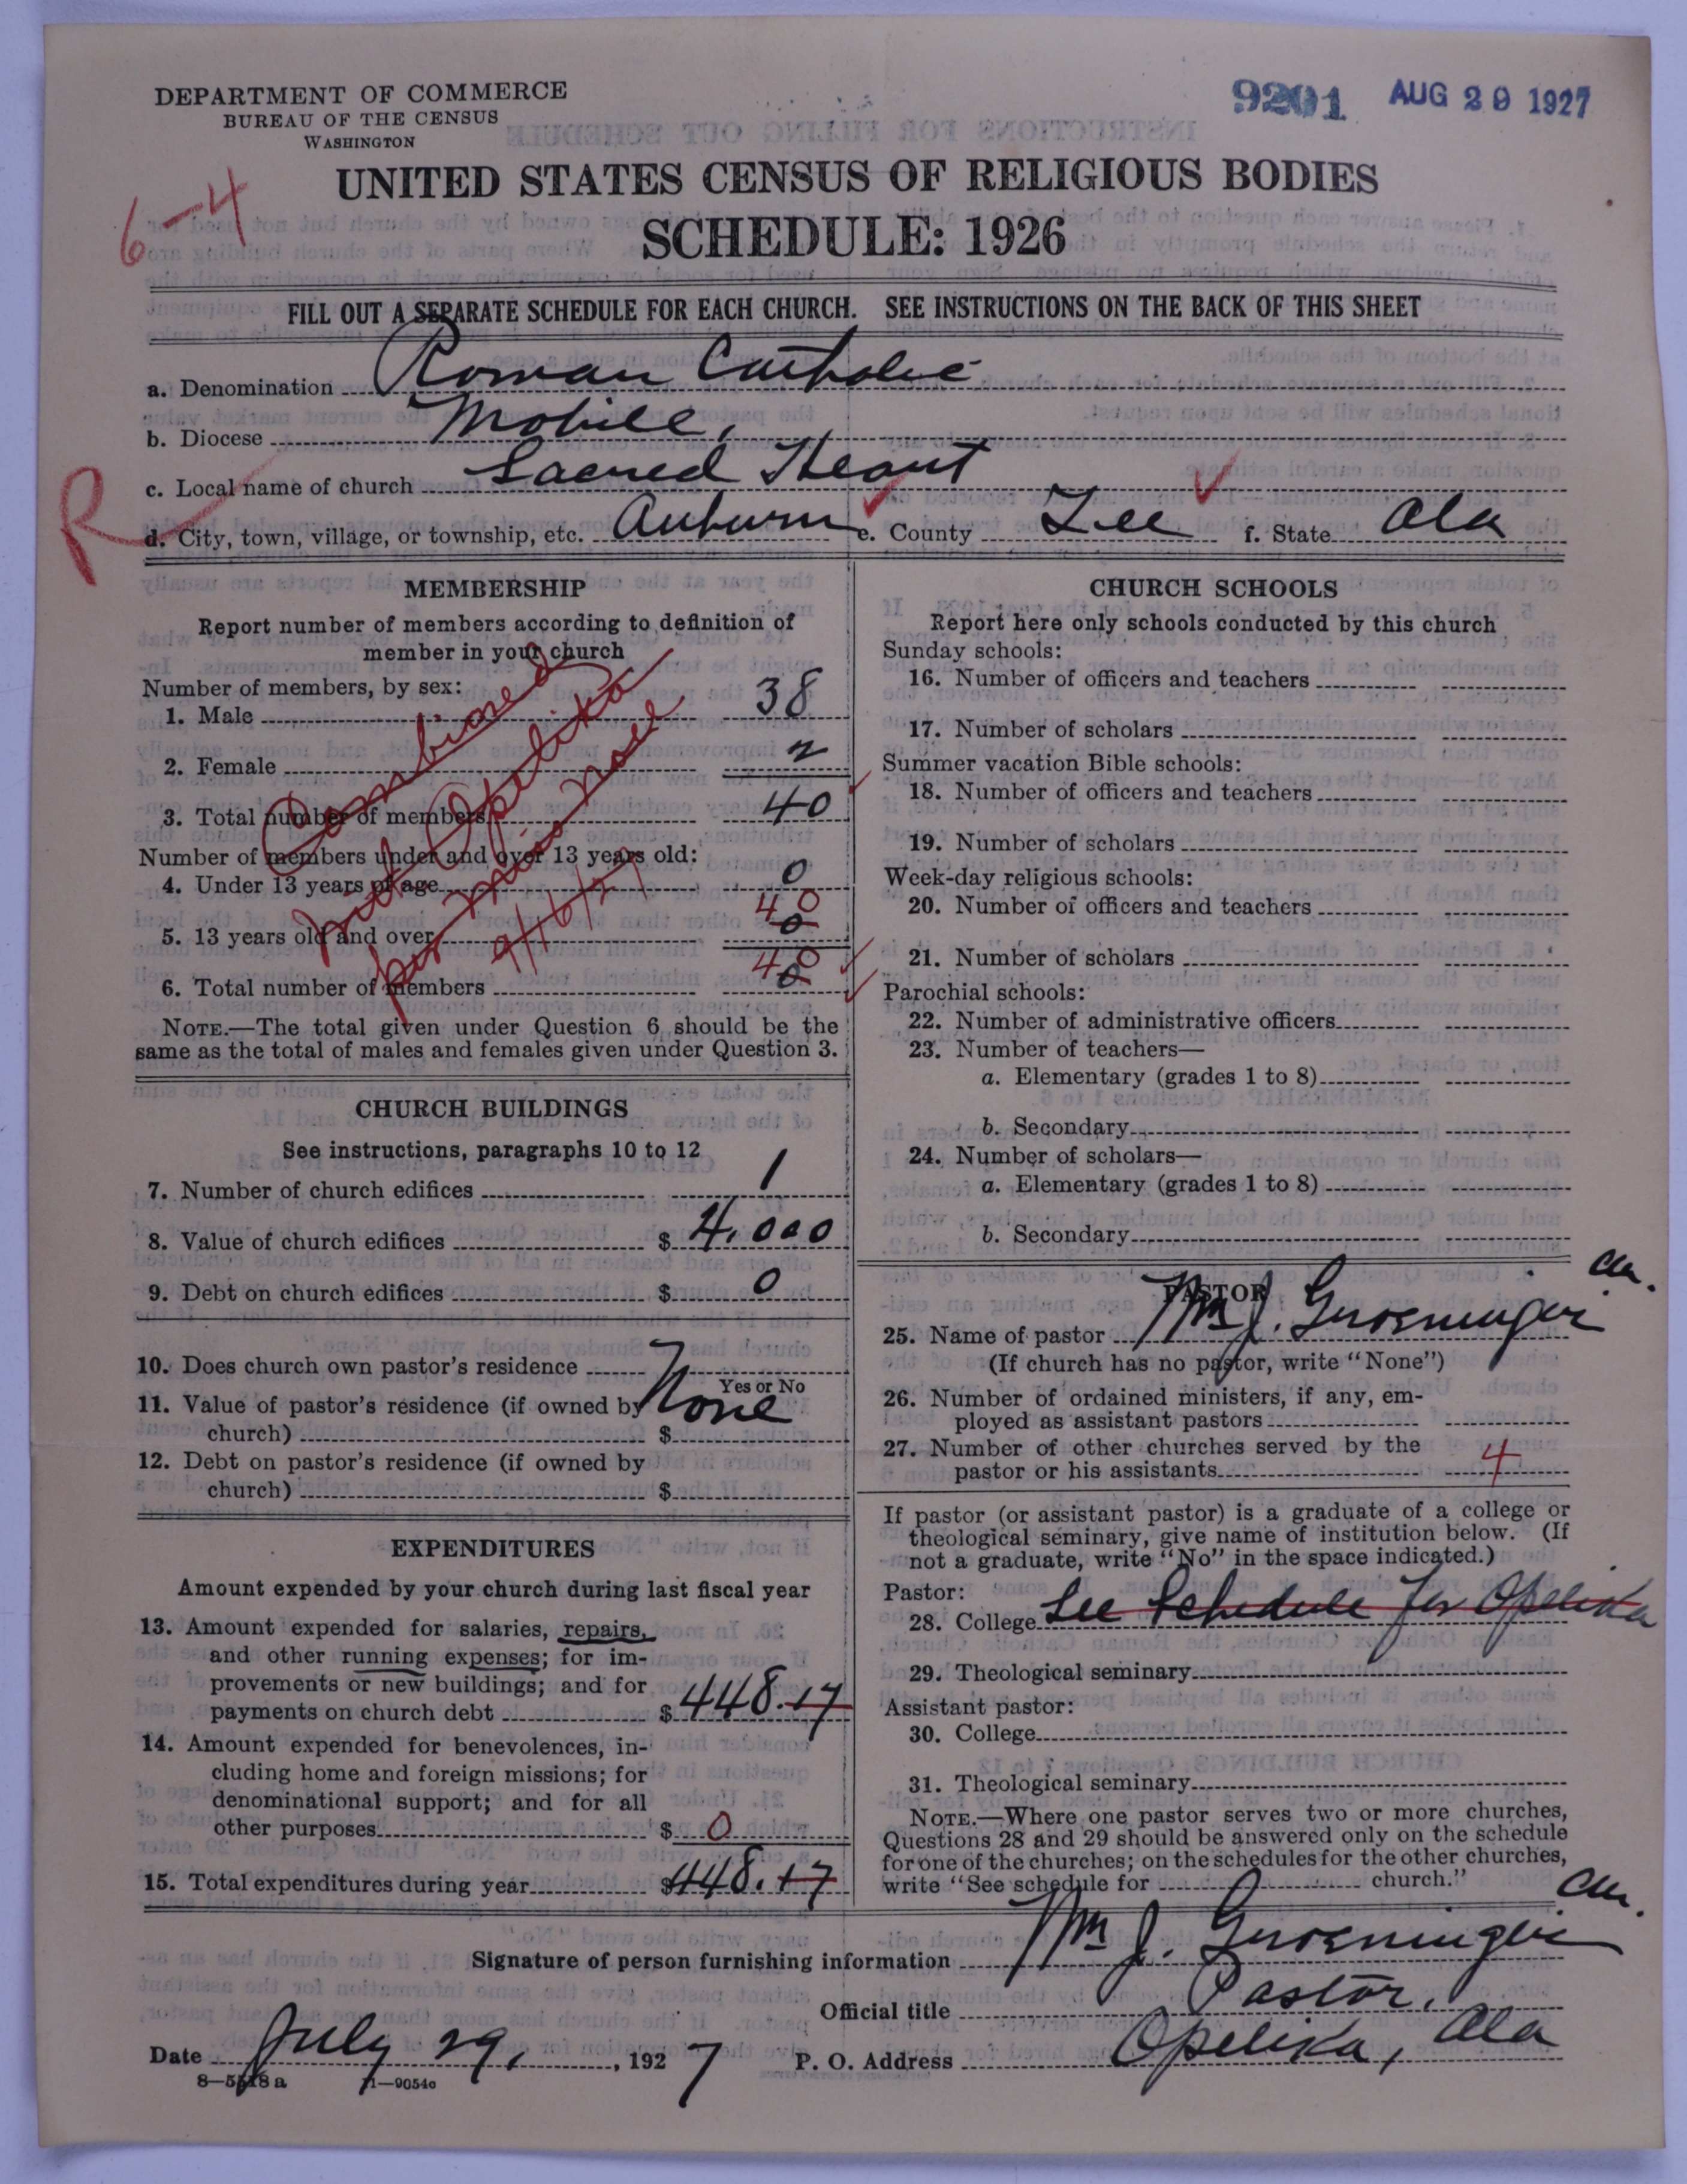 DEPARTMENT OF COMMERCE
BUREAU OF THE CENSUS
WASHINGTON
9201 AUG 29 1927
UNITED STATES CENSUS OF RELIGIOUS BODIES
6-4
SCHEDULE: 1926
FILL OUT A SEPARATE SCHEDULE FOR EACH CHURCH. SEE INSTRUCTIONS ON THE BACK OF THIS SHEET
a. Denomination Roman Catholic
b. Diocese Mobile,
c. Local name of church Sacred Heart
R
d. City, town, village, or township, etc. Auburn e. County Lee f. State Ala
MEMBERSHIP
Report number of members according to definition of
member in your church
Number of members, by sex:
1. Male 38
2. Female 2
3. Total number of members 40
Number of members under and over 13 years old:
4. Under 13 years of age 0
5. 13 years old and over 40 0
6. Total number of members 40 0
Combined
with Opelika
per
9/16/27
NOTE.—The total given under Question 6 should be the
same as the total of males and females given under Question 3.
CHURCH BUILDINGS
See instructions, paragraphs 10 to 12
7. Number of church edifices 1
8. Value of church edifices $ 4,000
9. Debt on church edifices $ 0
10. Does church own pastor's residence None
Yes or No
11. Value of pastor's residence (if owned by
church) $
12. Debt on pastor's residence (if owned by
church) $
EXPENDITURES
Amount expended by your church during last fiscal year
13. Amount expended for salaries, repairs,
and other running expenses; for im-
provements or new buildings; and for
payments on church debt $ 448.17
14. Amount expended for benevolences, in-
cluding home and foreign missions; for
denominational support; and for all
other purposes $ 0
15. Total expenditures during year $ 448.17
CHURCH SCHOOLS
Report here only schools conducted by this church
Sunday schools:
16. Number of officers and teachers
17. Number of scholars
Summer vacation Bible schools:
18. Number of officers and teachers
19. Number of scholars
Week-day religious schools:
20. Number of officers and teachers
21. Number of scholars
Parochial schools:
22. Number of administrative officers
23. Number of teachers—
a. Elementary (grades 1 to 8)
b. Secondary
24. Number of scholars—
a. Elementary (grades 1 to 8)
b. Secondary
PASTOR
25. Name of pastor Wm J. Groeninger cm.
(If church has no pastor, write "None")
26. Number of ordained ministers, if any, em-
ployed as assistant pastors
27. Number of other churches served by the
pastor or his assistants 4
If pastor (or assistant pastor) is a graduate of a college or
theological seminary, give name of institution below. (If
not a graduate, write "No" in the space indicated.)
Pastor:
28. College See Schedule for Opelika
29. Theological seminary
Assistant pastor:
30. College
31. Theological seminary
NOTE.—Where one pastor serves two or more churches,
Questions 28 and 29 should be answered only on the schedule
for one of the churches; on the schedules for the other churches,
write "See schedule for church."
Signature of person furnishing information Wm J. Groeninger cm.
Official title Pastor,
Date July 29, 1927 P. O. Address Opelika, Ala
8—5518a 11—9054c